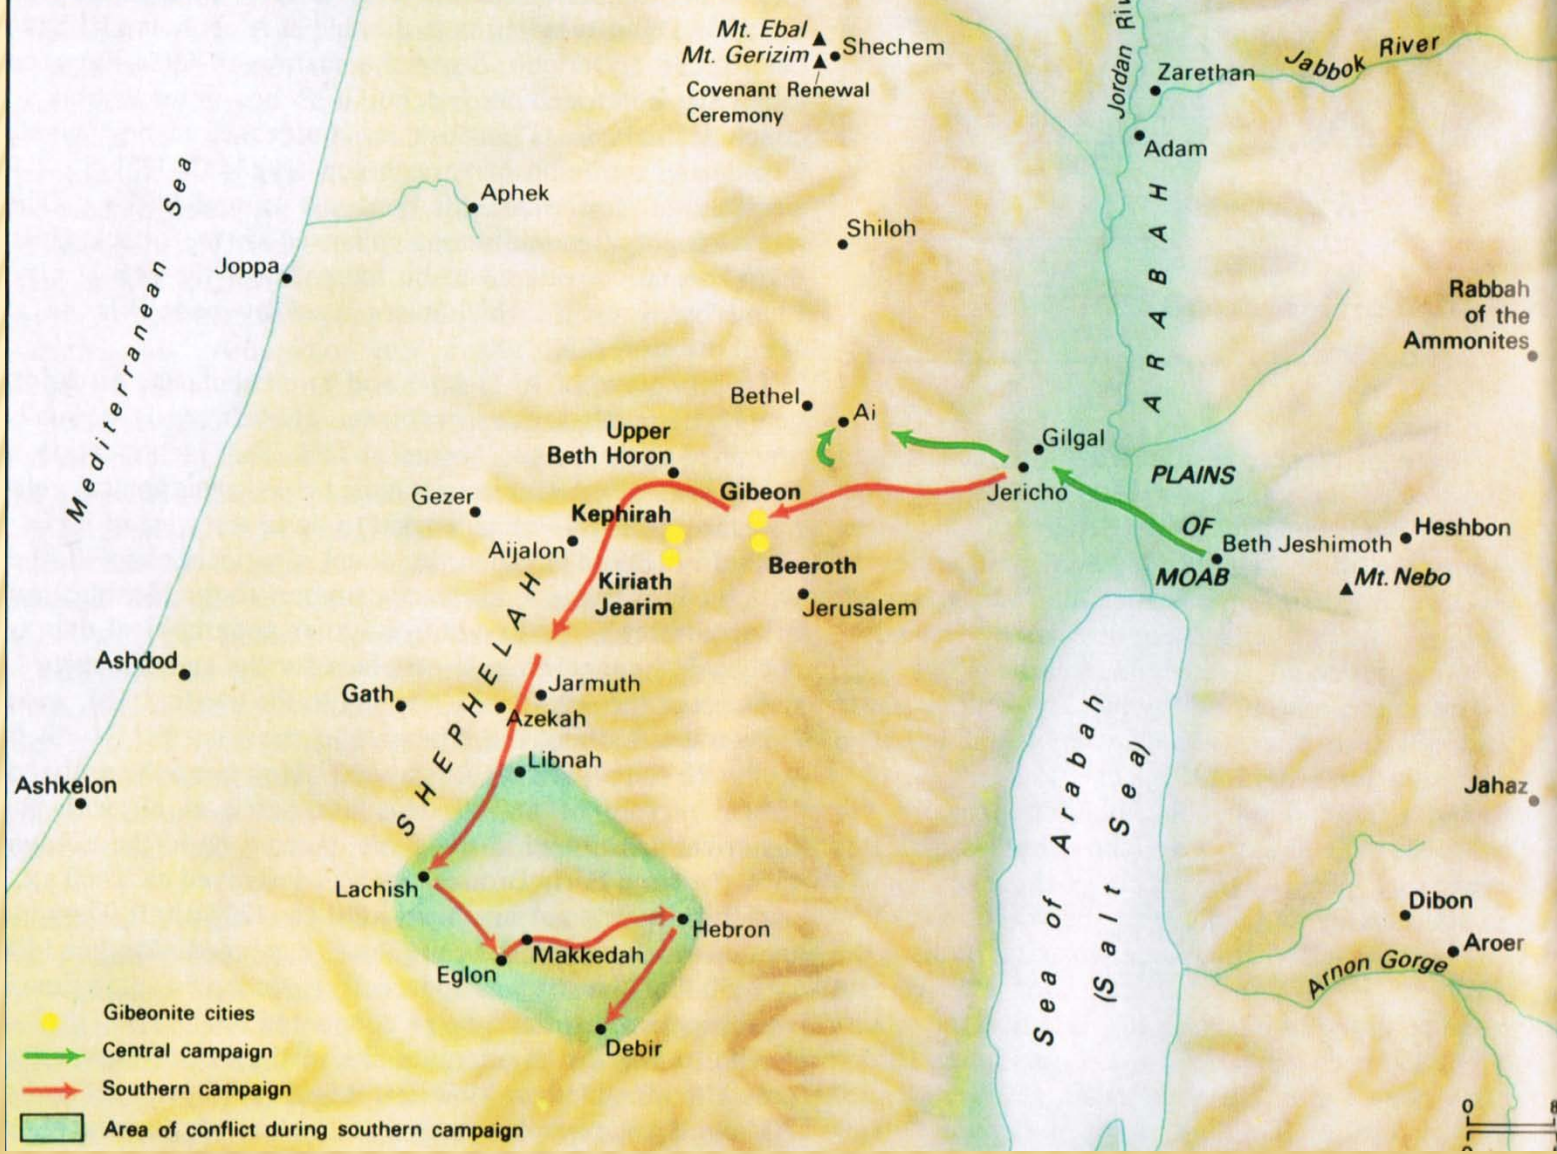 Mt. Ebal
Mt. Gerizim
Shechem
Covenant Renewal
Ceremony
Jordan Riv
Jabbok River
Zarethan
Adam
Mediterranean Sea
Aphek
Joppa
Shiloh
ARABAH
Rabbah
of the
Ammonites
Bethel
Ai
Upper
Beth Horon
Gilgal
Jericho
PLAINS
OF
MOAB
Gezer
Gibeon
Kephirah
Aijalon
Kiriath
Jearim
Beeroth
Jerusalem
Beth Jeshimoth
Heshbon
Mt. Nebo
SHEPHELAH
Ashdod
Gath
Jarmuth
Azekah
Libnah
Ashkelon
Sea of Arabah
(Salt Sea)
Jahaz
Lachish
Hebron
Makkedah
Eglon
Debir
Dibon
Aroer
Arnon Gorge
Gibeonite cities
Central campaign
Southern campaign
Area of conflict during southern campaign
0